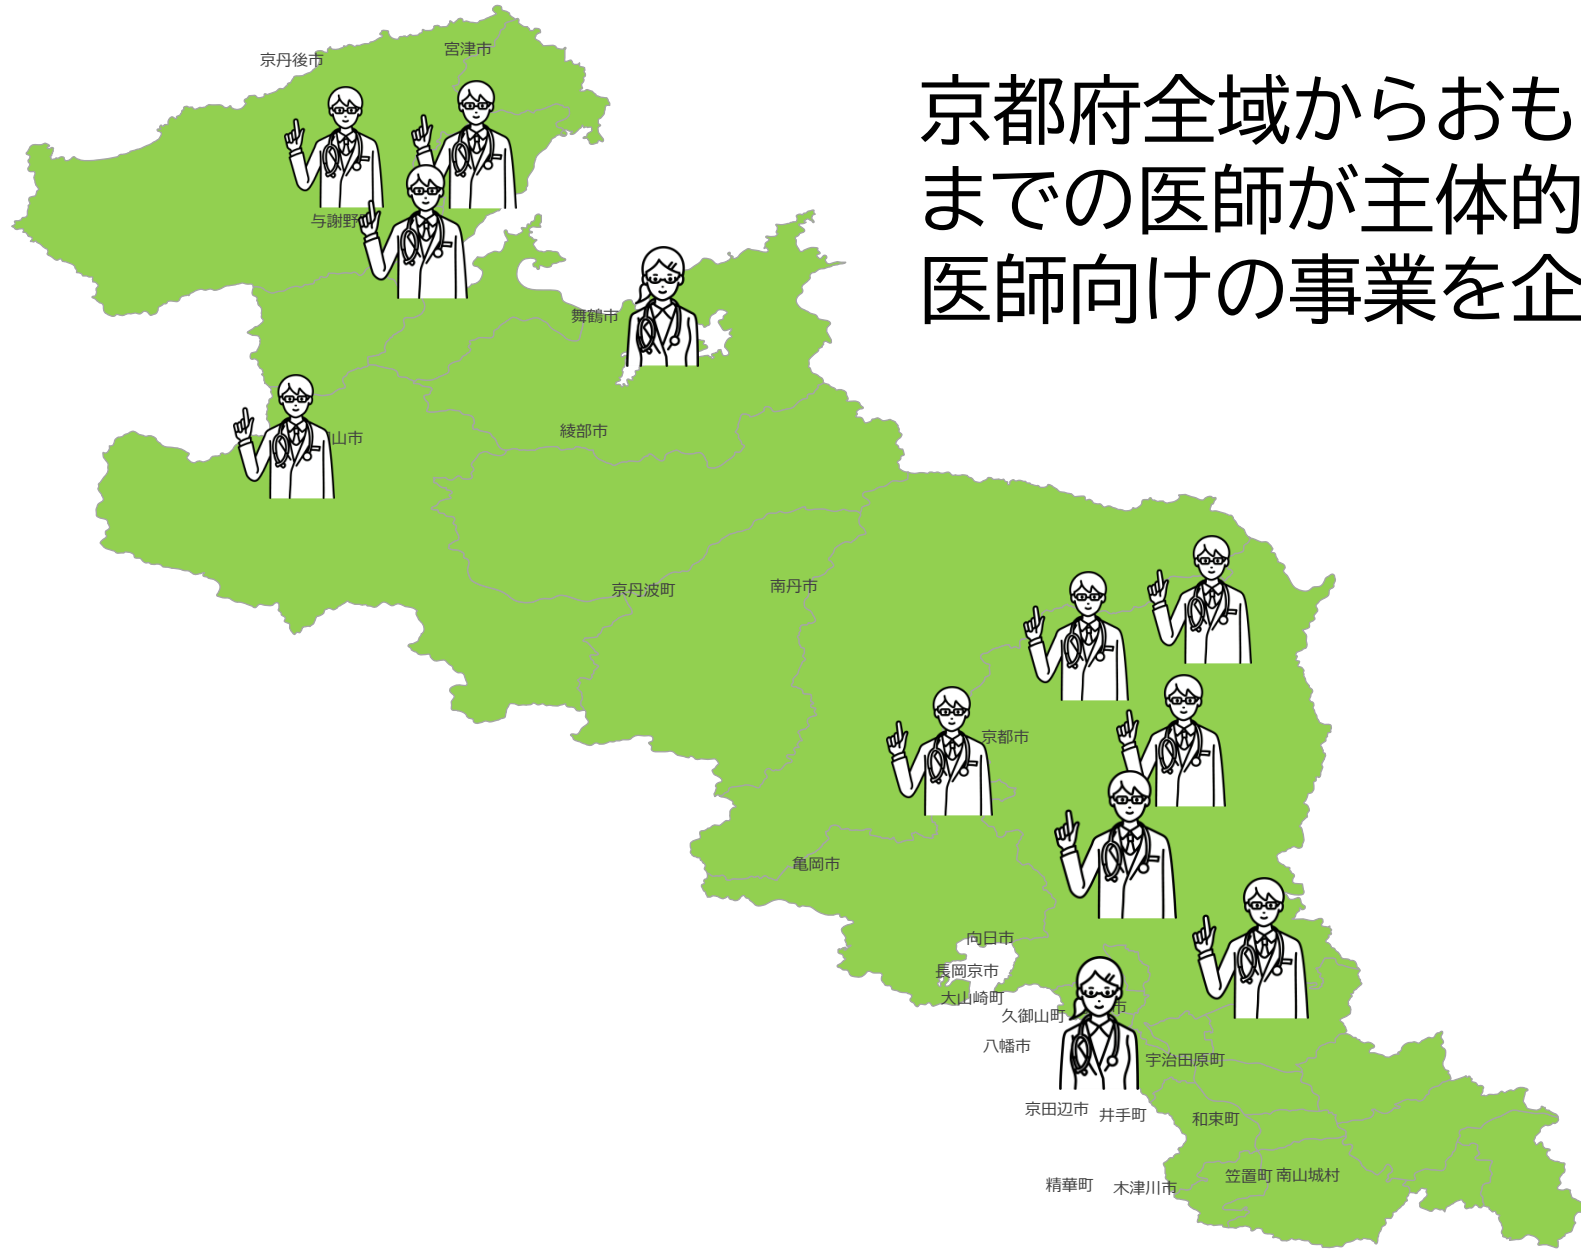 京都府全域からおも
までの医師が主体的
医師向けの事業を企
京丹後市
宮津市
与謝野
舞鶴市
山市
綾部市
京丹波町
南丹市
京都市
亀岡市
向日市
長岡京市
大山崎町
久御山町
市
八幡市
宇治田原町
京田辺市
井手町
和束町
笠置町
南山城村
精華町
木津川市